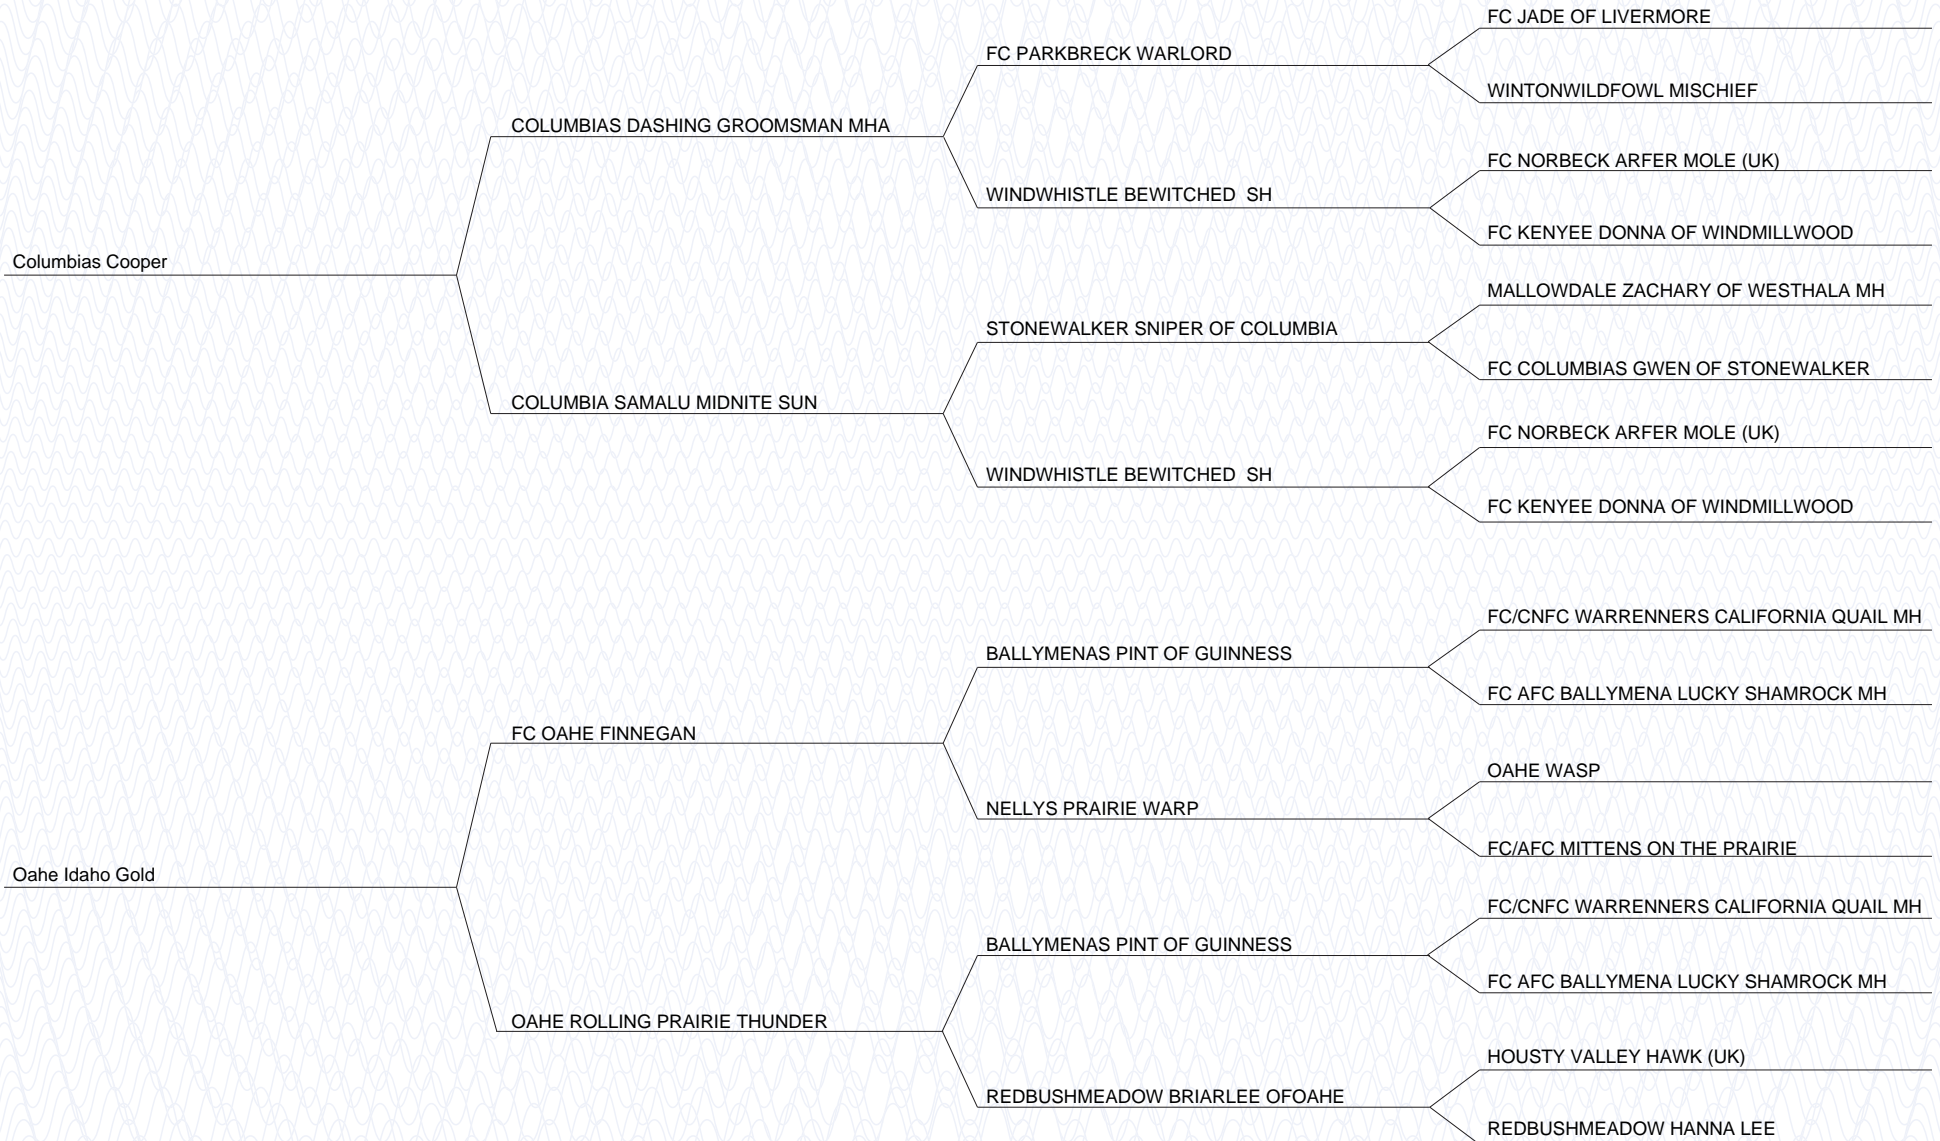 FC JADE OF LIVERMORE
FC PARKBRECK WARLORD
WINTONWILDFOWL MISCHIEF
COLUMBIAS DASHING GROOMSMAN MHA
FC NORBECK ARFER MOLE (UK)
WINDWHISTLE BEWITCHED  SH
FC KENYEE DONNA OF WINDMILLWOOD
Columbias Cooper
MALLOWDALE ZACHARY OF WESTHALA MH
STONEWALKER SNIPER OF COLUMBIA
FC COLUMBIAS GWEN OF STONEWALKER
COLUMBIA SAMALU MIDNITE SUN
FC NORBECK ARFER MOLE (UK)
WINDWHISTLE BEWITCHED  SH
FC KENYEE DONNA OF WINDMILLWOOD
FC/CNFC WARRENNERS CALIFORNIA QUAIL MH
BALLYMENAS PINT OF GUINNESS
FC AFC BALLYMENA LUCKY SHAMROCK MH
FC OAHE FINNEGAN
OAHE WASP
NELLYS PRAIRIE WARP
FC/AFC MITTENS ON THE PRAIRIE
Oahe Idaho Gold
FC/CNFC WARRENNERS CALIFORNIA QUAIL MH
BALLYMENAS PINT OF GUINNESS
FC AFC BALLYMENA LUCKY SHAMROCK MH
OAHE ROLLING PRAIRIE THUNDER
HOUSTY VALLEY HAWK (UK)
REDBUSHMEADOW BRIARLEE OFOAHE
REDBUSHMEADOW HANNA LEE